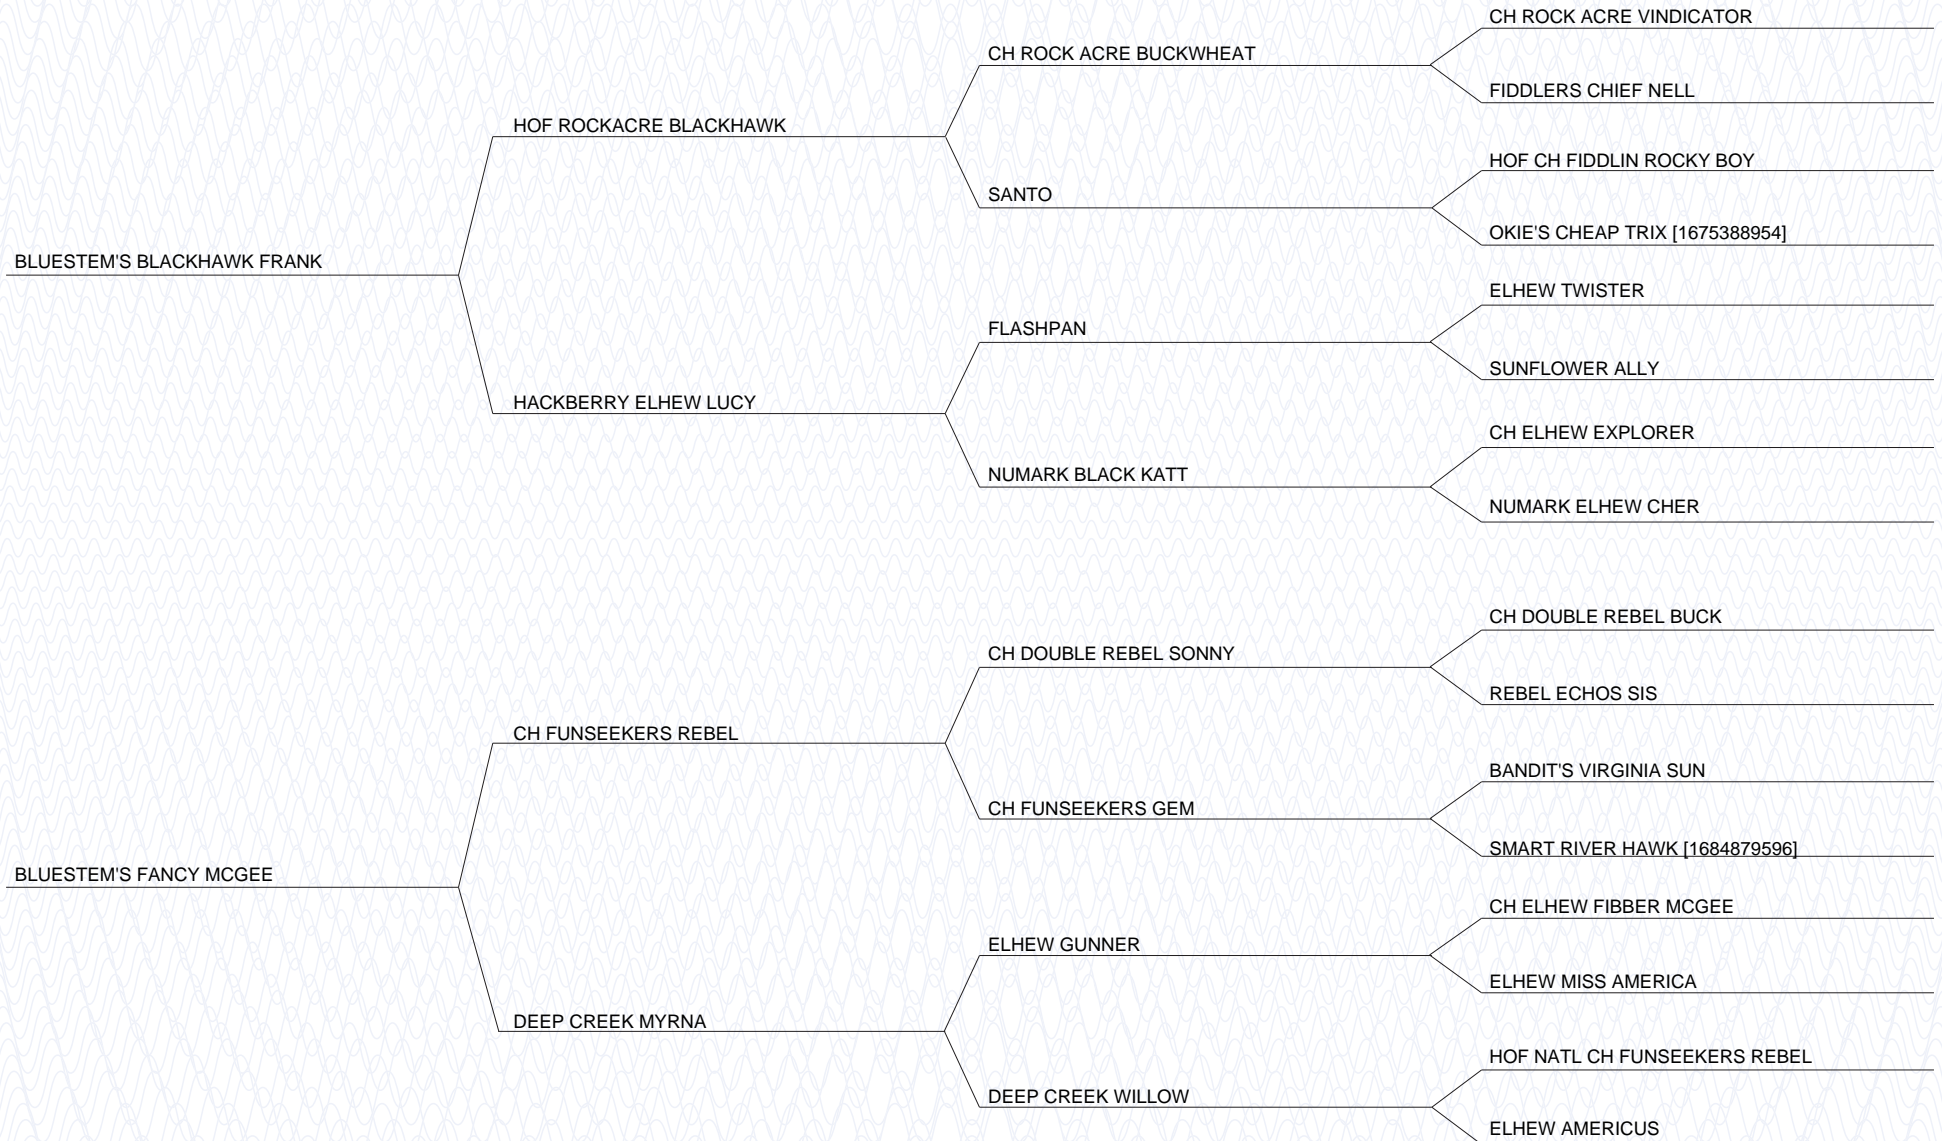 CH ROCK ACRE VINDICATOR
CH ROCK ACRE BUCKWHEAT
FIDDLERS CHIEF NELL
HOF ROCKACRE BLACKHAWK
HOF CH FIDDLIN ROCKY BOY
SANTO
OKIE'S CHEAP TRIX [1675388954]
BLUESTEM'S BLACKHAWK FRANK
ELHEW TWISTER
FLASHPAN
SUNFLOWER ALLY
HACKBERRY ELHEW LUCY
CH ELHEW EXPLORER
NUMARK BLACK KATT
NUMARK ELHEW CHER
CH DOUBLE REBEL BUCK
CH DOUBLE REBEL SONNY
REBEL ECHOS SIS
CH FUNSEEKERS REBEL
BANDIT'S VIRGINIA SUN
CH FUNSEEKERS GEM
SMART RIVER HAWK [1684879596]
BLUESTEM'S FANCY MCGEE
CH ELHEW FIBBER MCGEE
ELHEW GUNNER
ELHEW MISS AMERICA
DEEP CREEK MYRNA
HOF NATL CH FUNSEEKERS REBEL
DEEP CREEK WILLOW
ELHEW AMERICUS